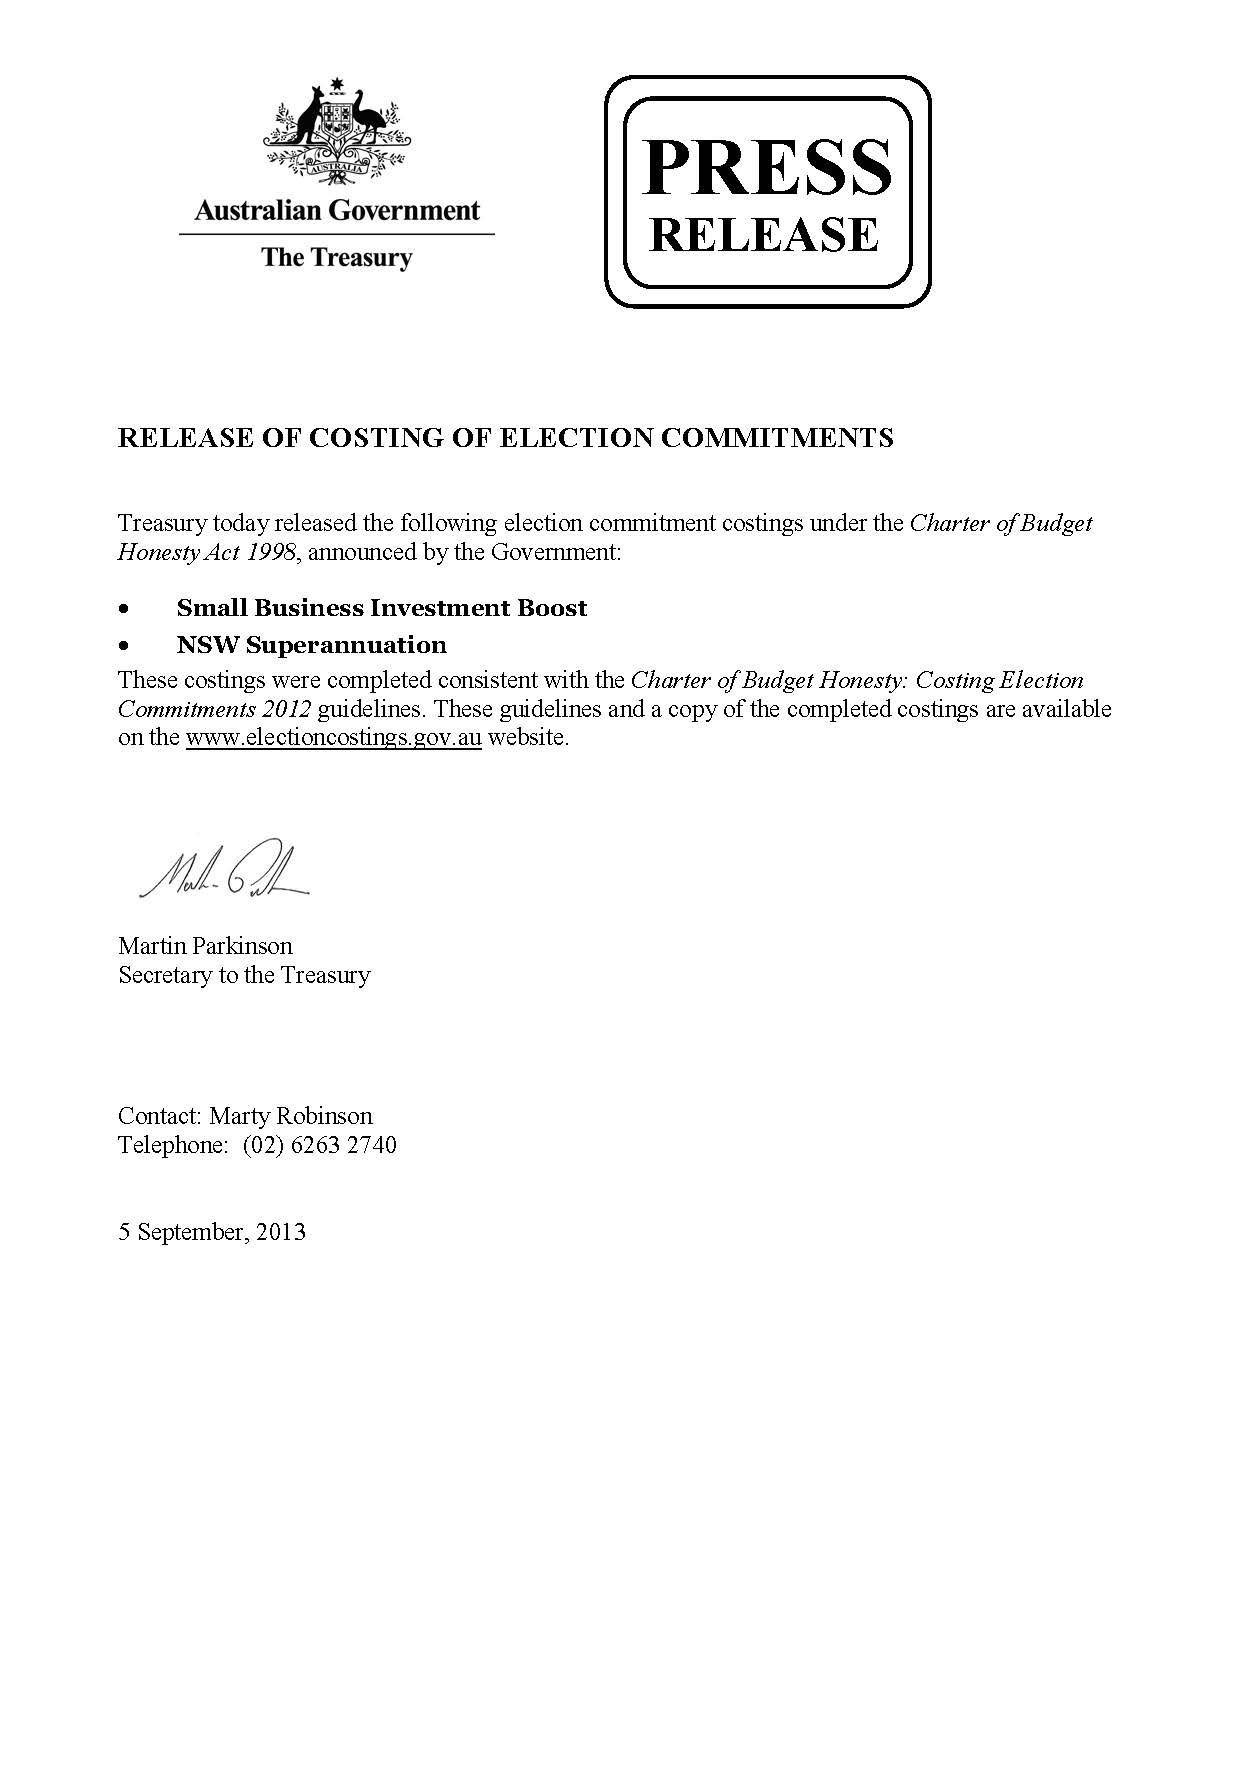 AUSTRALIA
Australian Government
The Treasury
PRESS
RELEASE
RELEASE OF COSTING OF ELECTION COMMITMENTS
Treasury today released the following election commitment costings under the Charter of Budget
Honesty Act 1998, announced by the Government:
• Small Business Investment Boost
• NSW Superannuation
These costings were completed consistent with the Charter of Budget Honesty: Costing Election
Commitments 2012 guidelines. These guidelines and a copy of the completed costings are available
on the www.electioncostings.gov.au website.
Martin Parkinson
Secretary to the Treasury
Contact: Marty Robinson
Telephone: (02) 6263 2740
5 September, 2013